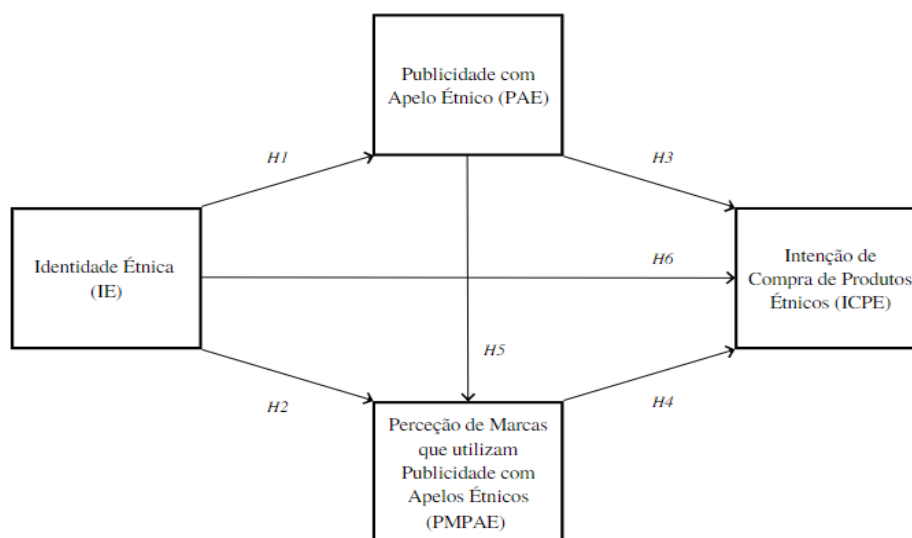 Publicidade com
Apelo Étnico (PAE)
H1
H3
Identidade Étnica
(IE)
H6
Intenção de
Compra de Produtos
Étnicos (ICPE)
H5
H2
H4
Perceção de Marcas
que utilizam
Publicidade com
Apelos Étnicos
(PMPAE)